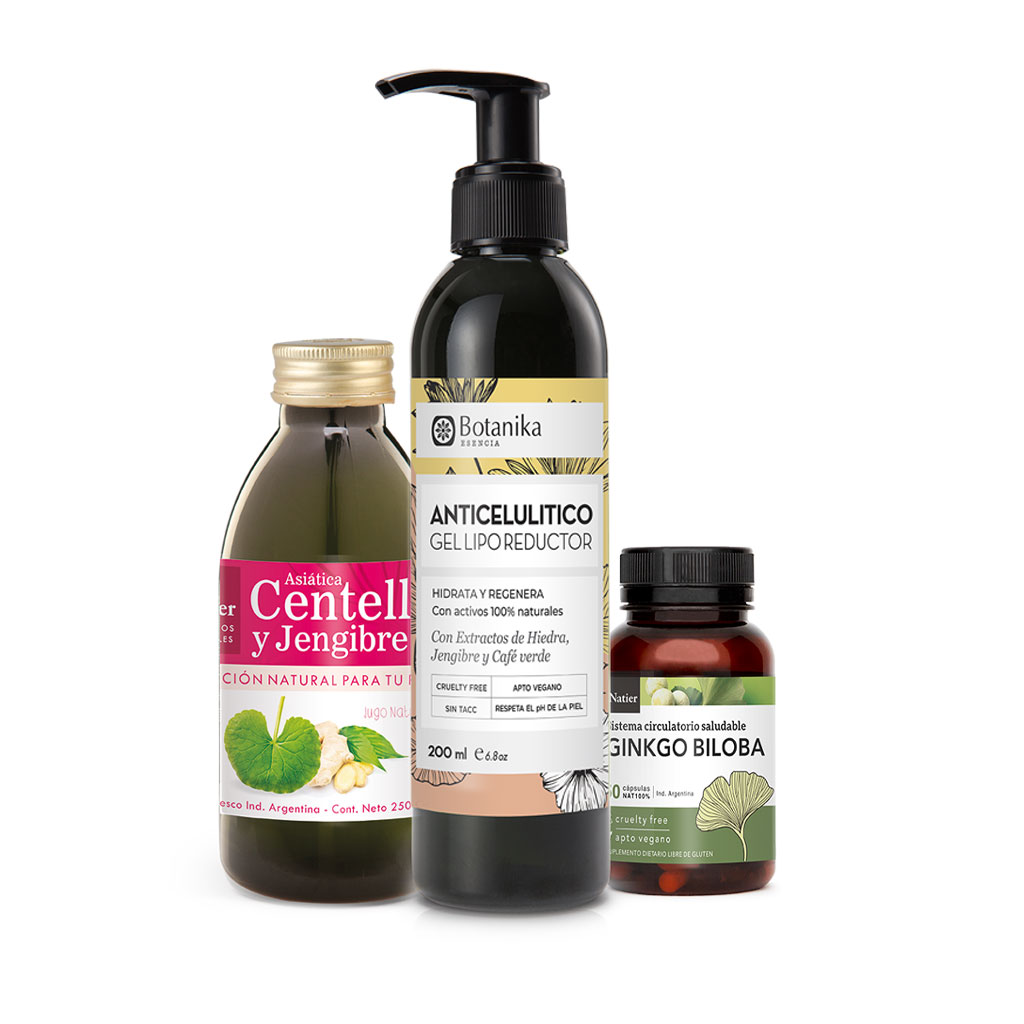 Asiática
Centell
y Jengibre
CIÓN NATURAL PARA TU
Jugo
esco Ind. Argentina - Cont. Neto 250
Botanika
ESENCIA
ANTICELULITICO
GEL LIPO REDUCTOR
HIDRATA Y REGENERA
Con activos 100% naturales
Con Extractos de Hiedra,
Jengibre y Café verde
CRUELTY FREE
APTO VEGANO
SIN TACC
RESPETA EL pH DE LA PIEL
200 ml ℮ 6.8oz
Natier
sistema circulatorio saludable
GINKGO BILOBA
0 cápsulas
NAT100%
Ind. Argentina
cruelty free
apto vegano
SUPLEMENTO DIETARIO LIBRE DE GLUTEN